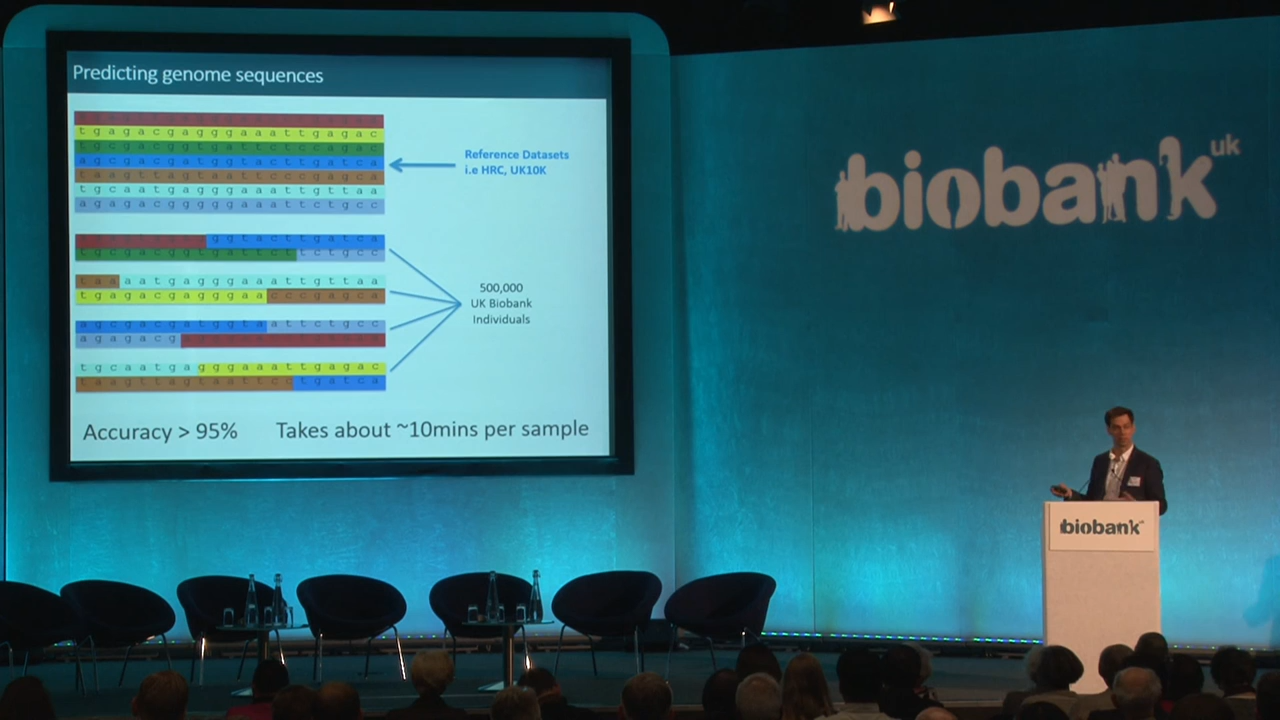 Predicting genome sequences
t g a g a c g a g g g a a a t t g a g a c
t g c g a c g g t g a t t c t c c a g a c
a g c g a c g a t g g t a c t t g a t c a
t a a g t t a g t a a t t c c c g a g c a
t g c a a t g a g g g a a a t t g t t a a
a g a g a c g g g g g a a a t t c t g c c
Reference Datasets
i.e HRC, UK10K
g g t a c t t g a t c a
t g c g a c g g t g a t t c t c t g c c
t a a a a t g a g g g a a a t t g t t a a
t g a g a c g a g g g a a c c c g a g c a
a g c g a c g a t g g t a a t t c t g c c
a g a g a c g
t g c a a t g a g g g a a a t t g a g a c
t a a g t t a g t a a t t c c t g a t c a
500,000
UK Biobank
Individuals
Accuracy > 95%
Takes about ~10mins per sample
biobank uk
biobank uk